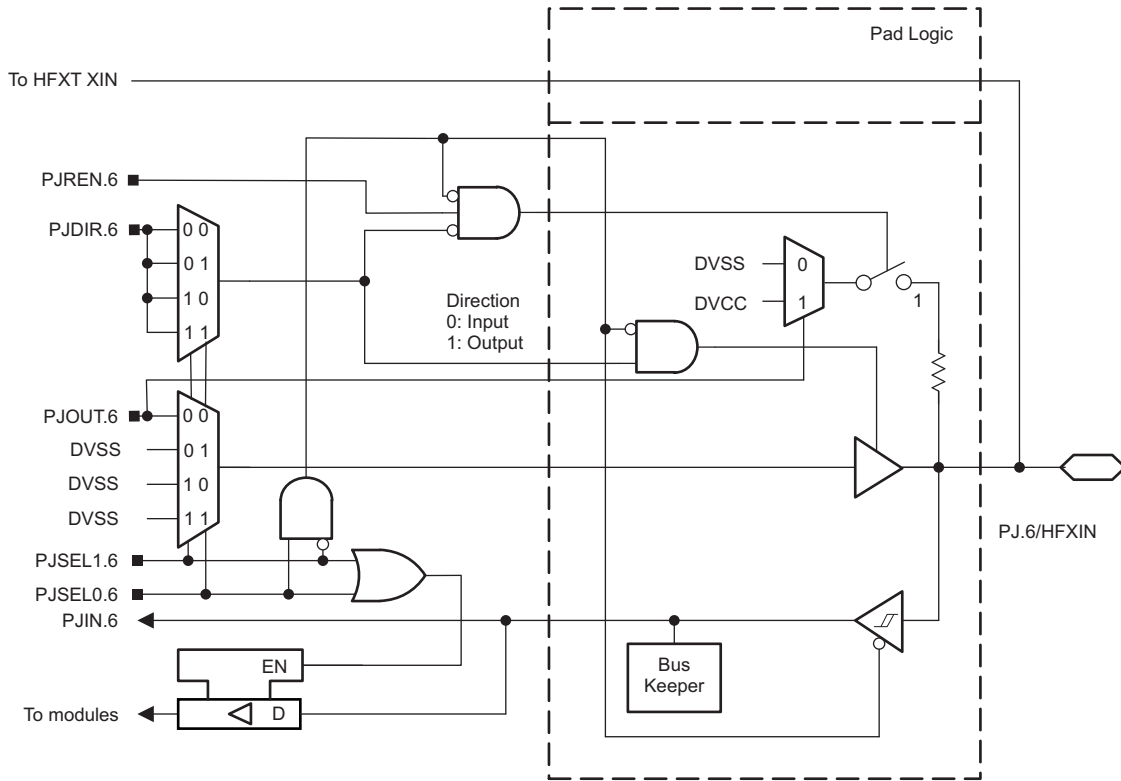 Pad Logic
To HFXT XIN
PJREN.6
PJDIR.6
0 0
0 1
1 0
1 1
Direction
0: Input
1: Output
DVSS
0
DVCC
1
1
PJOUT.6
0 0
DVSS
0 1
DVSS
1 0
DVSS
1 1
PJSEL1.6
PJSEL0.6
PJIN.6
PJ.6/HFXIN
Bus
Keeper
EN
D
To modules